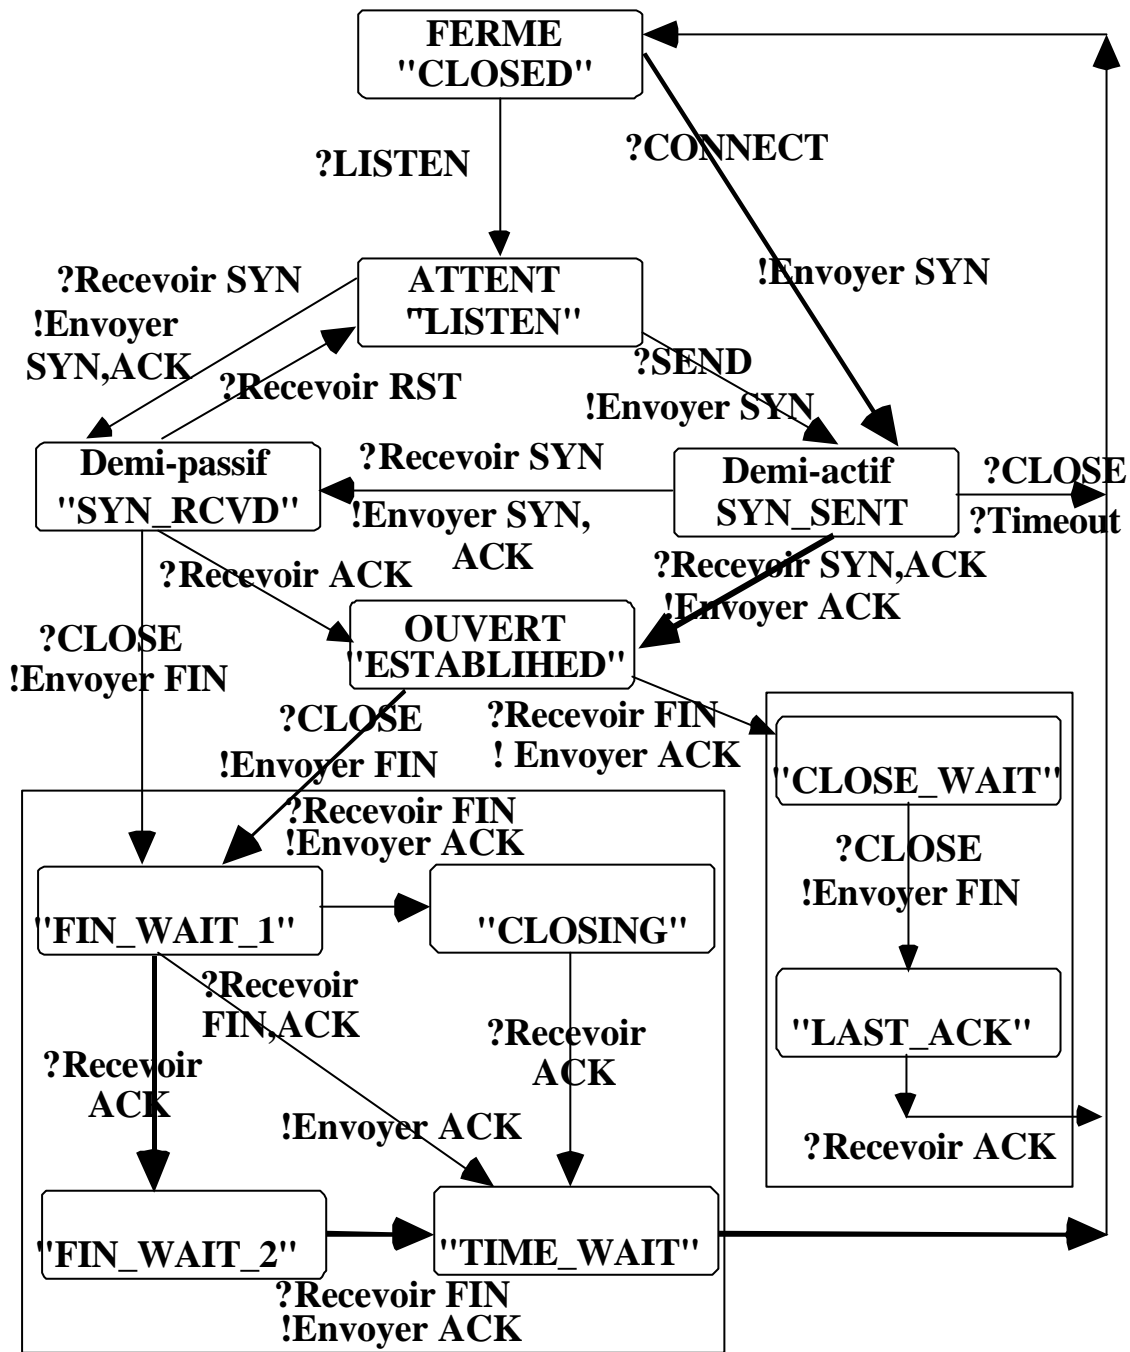 FERME
"CLOSED"
?LISTEN
?CONNECT
!Envoyer SYN
?Recevoir SYN
!Envoyer
SYN,ACK
ATTENT
"LISTEN"
?Recevoir RST
?SEND
!Envoyer SYN
Demi-passif
"SYN_RCVD"
?Recevoir SYN
!Envoyer SYN,
ACK
Demi-actif
SYN_SENT
?CLOSE
?Timeout
?Recevoir ACK
?Recevoir SYN,ACK
!Envoyer ACK
OUVERT
"ESTABLIHED"
?CLOSE
!Envoyer FIN
?CLOSE
!Envoyer FIN
?Recevoir FIN
! Envoyer ACK
"CLOSE_WAIT"
?Recevoir FIN
!Envoyer ACK
?CLOSE
!Envoyer FIN
"FIN_WAIT_1"
"CLOSING"
?Recevoir
FIN,ACK
?Recevoir
ACK
?Recevoir
ACK
"LAST_ACK"
!Envoyer ACK
?Recevoir ACK
"FIN_WAIT_2"
"TIME_WAIT"
?Recevoir FIN
!Envoyer ACK